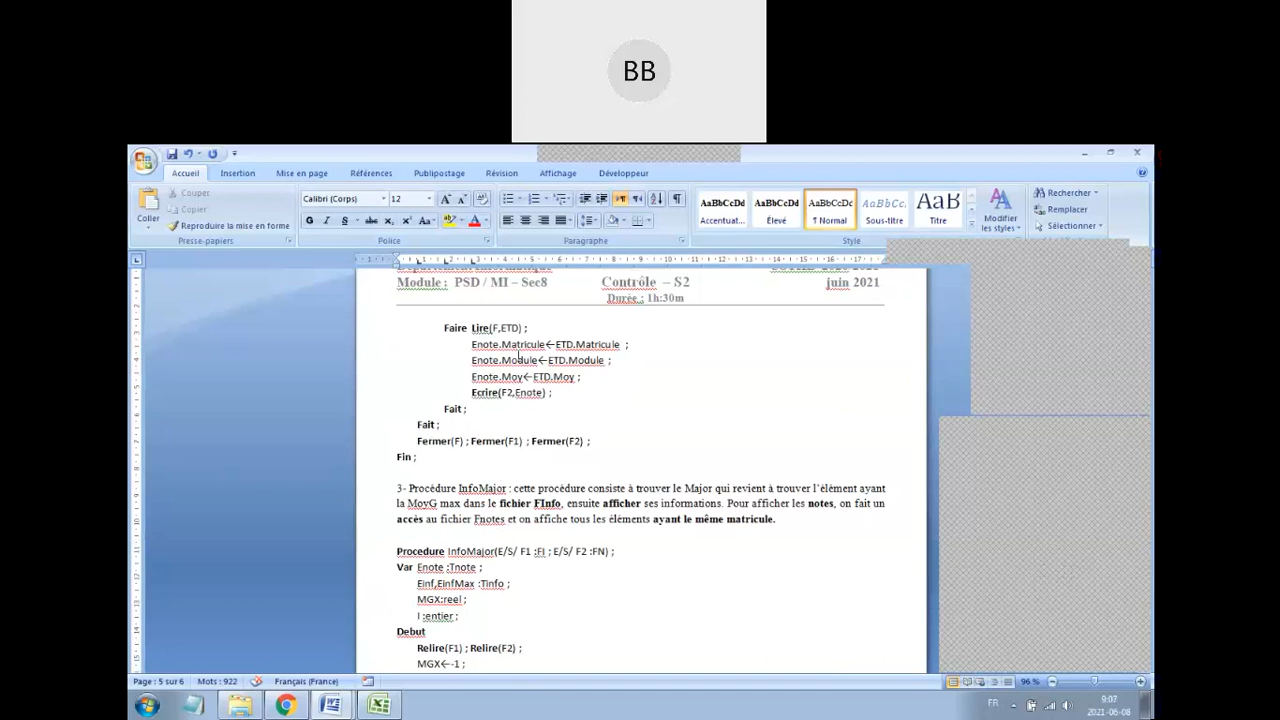 BB
Accueil Insertion Mise en page Références Publipostage Révision Affichage Développeur
Coller
Couper
Copier
Reproduire la mise en forme
Presse-papiers
Calibri (Corps) 12
Police
Paragraphe
AaBbCcDd AaBbCcDd AaBbCcDc AaBbCc AaBb
Accentuat... Élevé ¶ Normal Sous-titre Titre
Modifier les styles
Style
Rechercher
Remplacer
Sélectionner
Module : PSD / MI – Sec8 Contrôle – S2 juin 2021
Durée : 1h:30m
Faire Lire(F,ETD) ;
Enote.Matricule←ETD.Matricule ;
Enote.Module←ETD.Module ;
Enote.Moy←ETD.Moy ;
Ecrire(F2,Enote) ;
Fait ;
Fait ;
Fermer(F) ; Fermer(F1) ; Fermer(F2) ;
Fin ;
3- Procédure InfoMajor : cette procédure consiste à trouver le Major qui revient à trouver l'élément ayant
la MoyG max dans le fichier FInfo, ensuite afficher ses informations. Pour afficher les notes, on fait un
accès au fichier Fnotes et on affiche tous les éléments ayant le même matricule.
Procedure InfoMajor(E/S/ F1 :FI ; E/S/ F2 :FN) ;
Var Enote :Tnote ;
Einf,EinfMax :Tinfo ;
MGX:reel ;
I :entier ;
Debut
Relire(F1) ; Relire(F2) ;
MGX←-1 ;
Page : 5 sur 6 Mots : 922 Français (France) 96 %
FR 9:07
2021-06-08